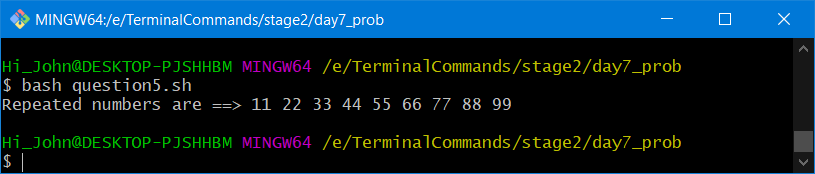 MINGW64:/e/TerminalCommands/stage2/day7_prob
Hi_John@DESKTOP-PJSHHBM MINGW64 /e/TerminalCommands/stage2/day7_prob
$ bash question5.sh
Repeated numbers are ==> 11 22 33 44 55 66 77 88 99
Hi_John@DESKTOP-PJSHHBM MINGW64 /e/TerminalCommands/stage2/day7_prob
$